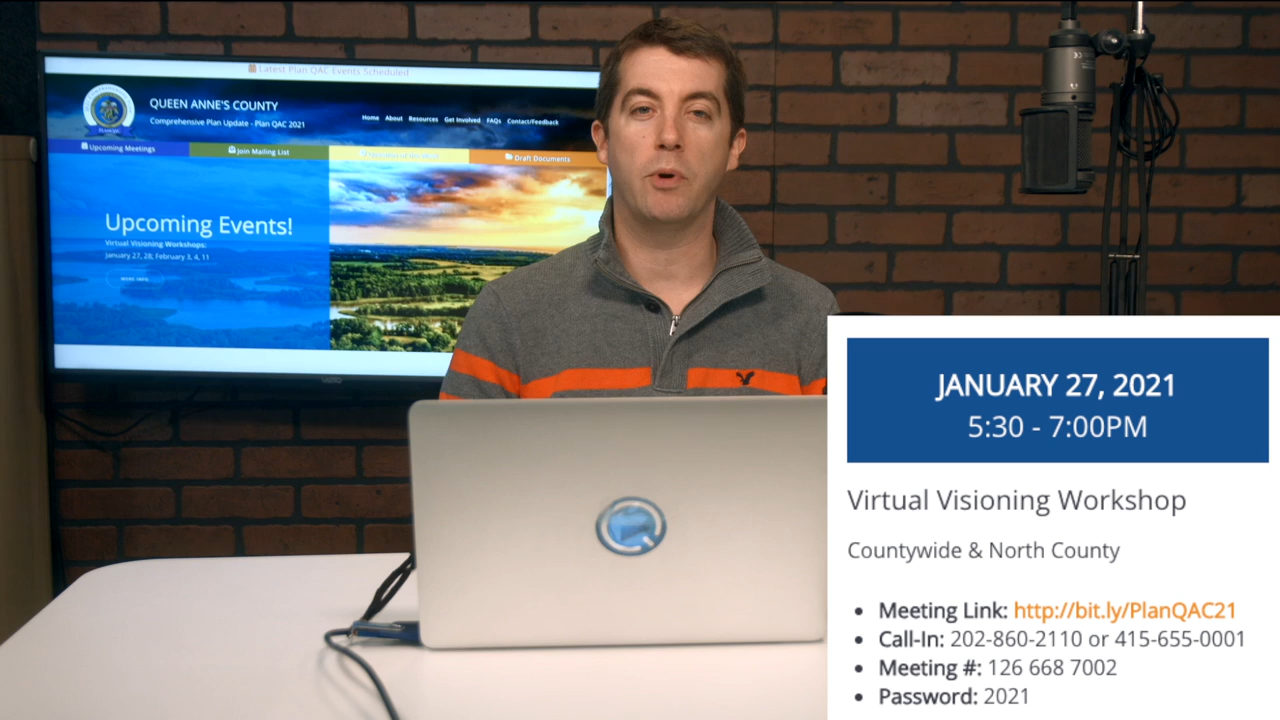 Latest Plan QAC Events Scheduled
QUEEN ANNE'S COUNTY
Comprehensive Plan Update - Plan QAC 2021
Home About Resources Get Involved FAQs Contact/Feedback
Upcoming Meetings
Join Mailing List
Draft Documents
Upcoming Events!
Virtual Visioning Workshops:
January 27, 28; February 3, 4, 11
MORE INFO
VIZIO
JANUARY 27, 2021
5:30 - 7:00PM
Virtual Visioning Workshop
Countywide & North County
• Meeting Link: http://bit.ly/PlanQAC21
• Call-In: 202-860-2110 or 415-655-0001
• Meeting #: 126 668 7002
• Password: 2021